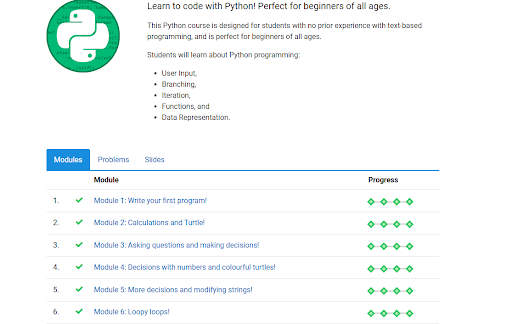 Learn to code with Python! Perfect for beginners of all ages.
This Python course is designed for students with no prior experience with text-based
programming, and is perfect for beginners of all ages.
Students will learn about Python programming:
• User Input,
• Branching,
• Iteration,
• Functions, and
• Data Representation.
Modules Problems Slides
Module Progress
1. Module 1: Write your first program!
2. Module 2: Calculations and Turtle!
3. Module 3: Asking questions and making decisions!
4. Module 4: Decisions with numbers and colourful turtles!
5. Module 5: More decisions and modifying strings!
6. Module 6: Loopy loops!